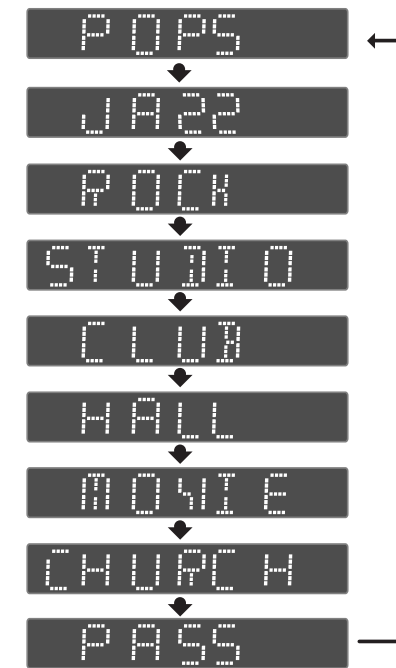 POPS
JAZZ
ROCK
STUDIO
CLUB
HALL
MOVIE
CHURCH
PASS